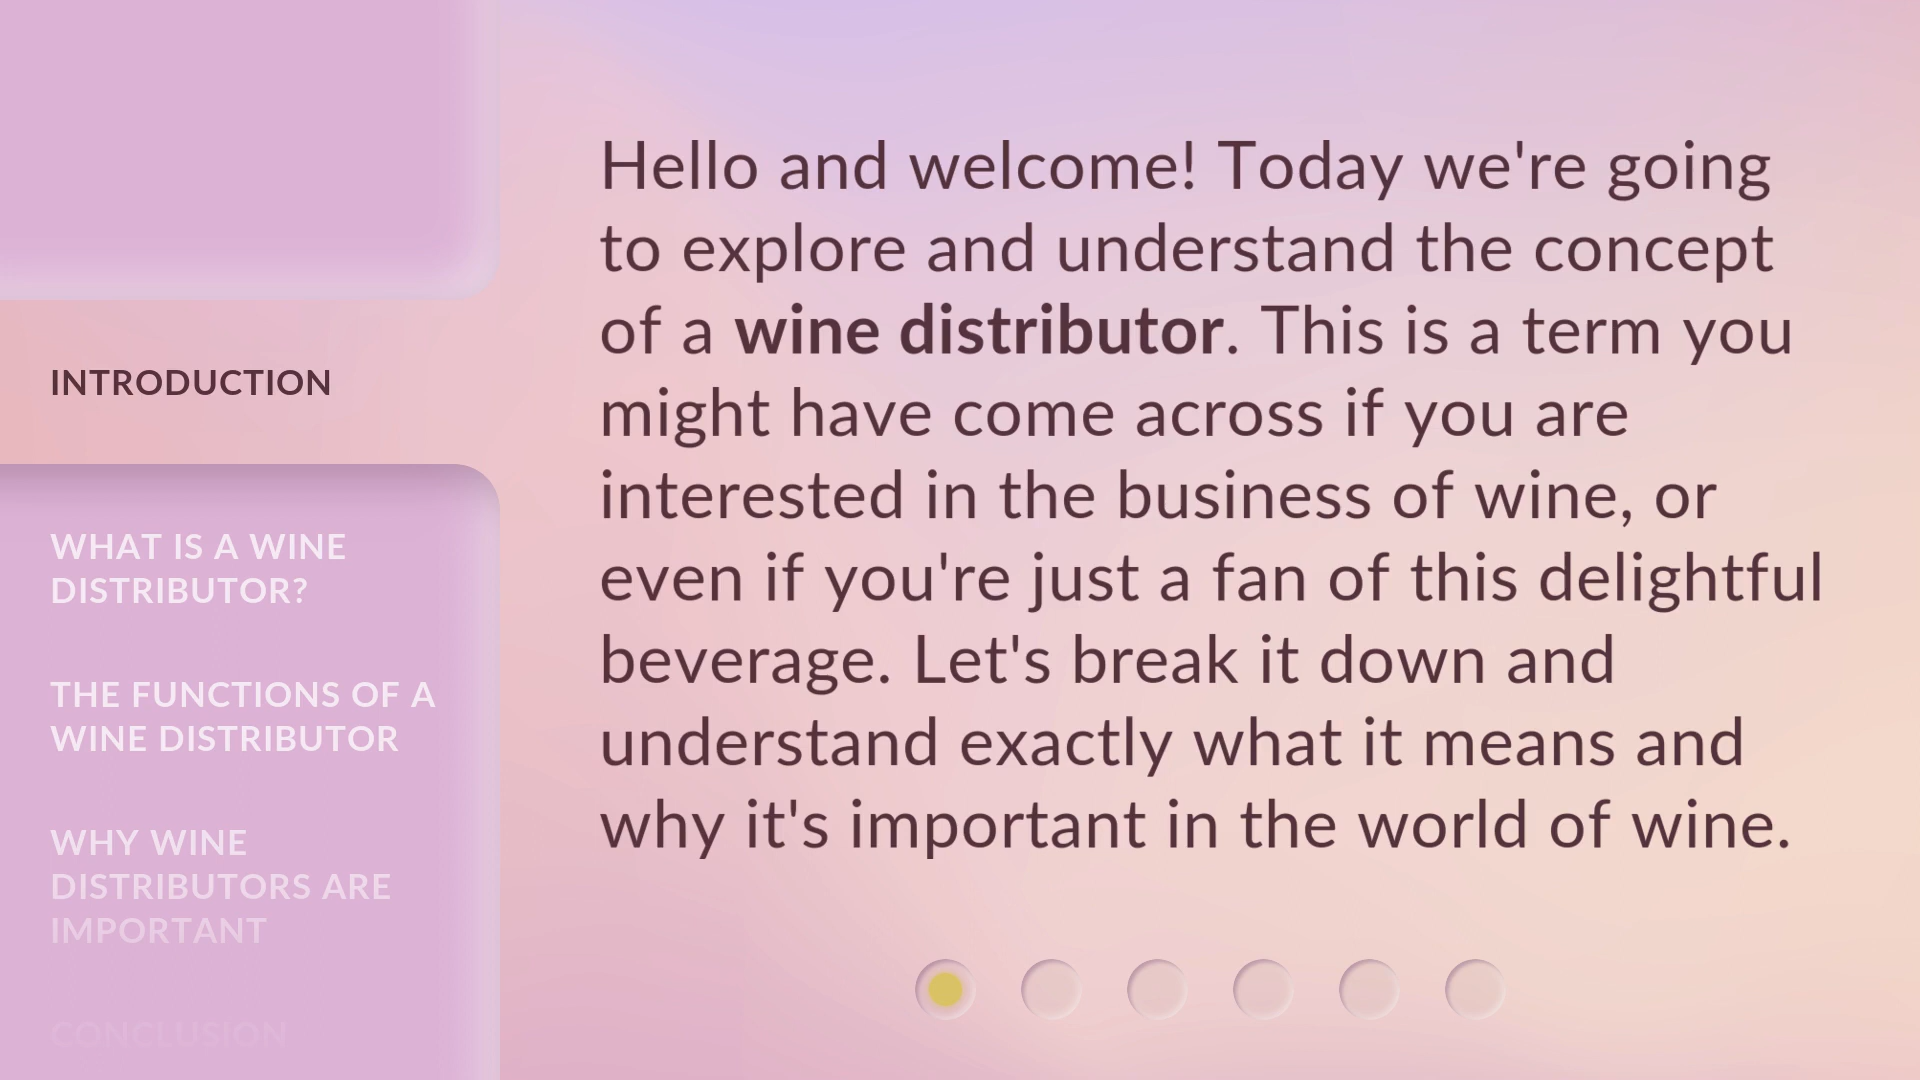 INTRODUCTION
WHAT IS A WINE
DISTRIBUTOR?
THE FUNCTIONS OF A
WINE DISTRIBUTOR
WHY WINE
DISTRIBUTORS ARE
IMPORTANT
CONCLUSION
Hello and welcome! Today we're going
to explore and understand the concept
of a wine distributor. This is a term you
might have come across if you are
interested in the business of wine, or
even if you're just a fan of this delightful
beverage. Let's break it down and
understand exactly what it means and
why it's important in the world of wine.